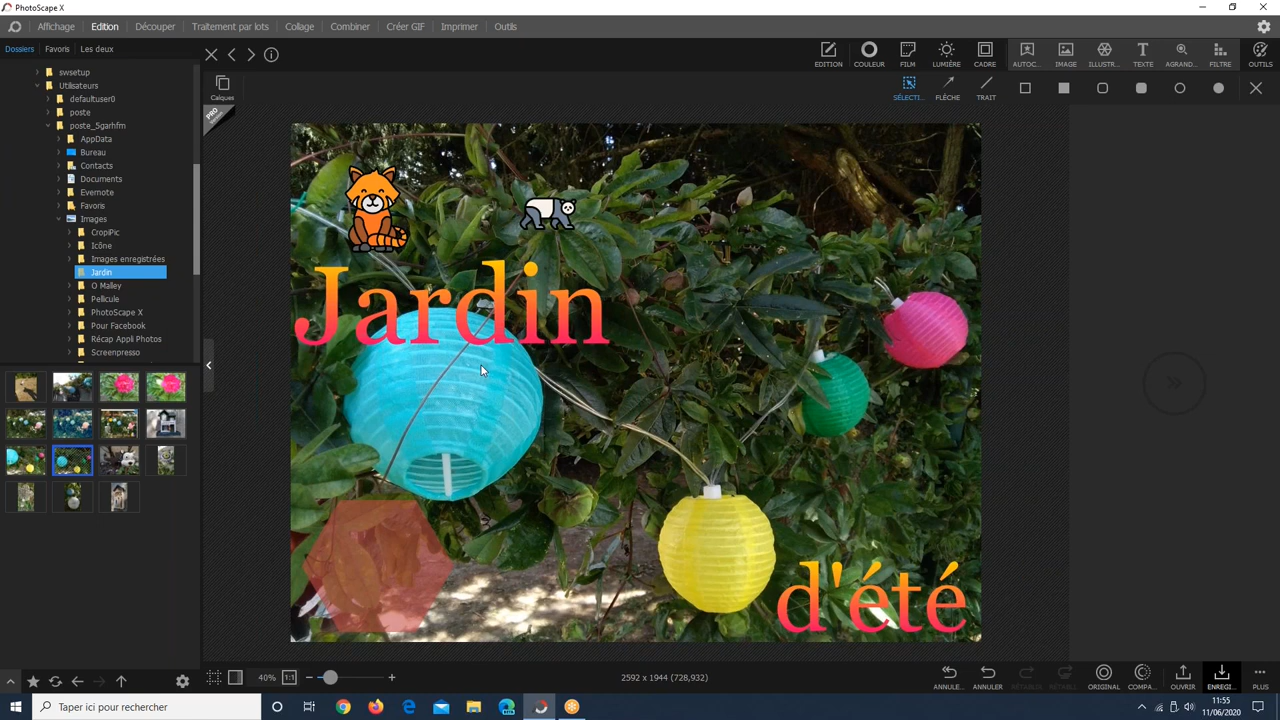 PhotoScape X
Affichage Edition Découper Traitement par lots Collage Combiner Créer GIF Imprimer Outils
Dossiers Favoris Les deux
EDITION COULEUR FILM LUMIÈRE CADRE AUTOC... IMAGE ILLUSTR... TEXTE AGRAND... FILTRE OUTILS
Calques
SÉLECTI... FLÈCHE TRAIT
PRO
swsetup
Utilisateurs
defaultuser0
poste
poste_5garhfm
AppData
Bureau
Contacts
Documents
Evernote
Favoris
Images
CropiPic
Icône
Images enregistrées
Jardin
O Malley
Pellicule
PhotoScape X
Pour Facebook
Récap Appli Photos
Screenpresso
Jardin
d'été
40% 1:1
2592 x 1944 (728,932)
ANNULE... ANNULER ORIGINAL COMPA... OUVRIR ENREGI... PLUS
Taper ici pour rechercher
11:55
11/06/2020